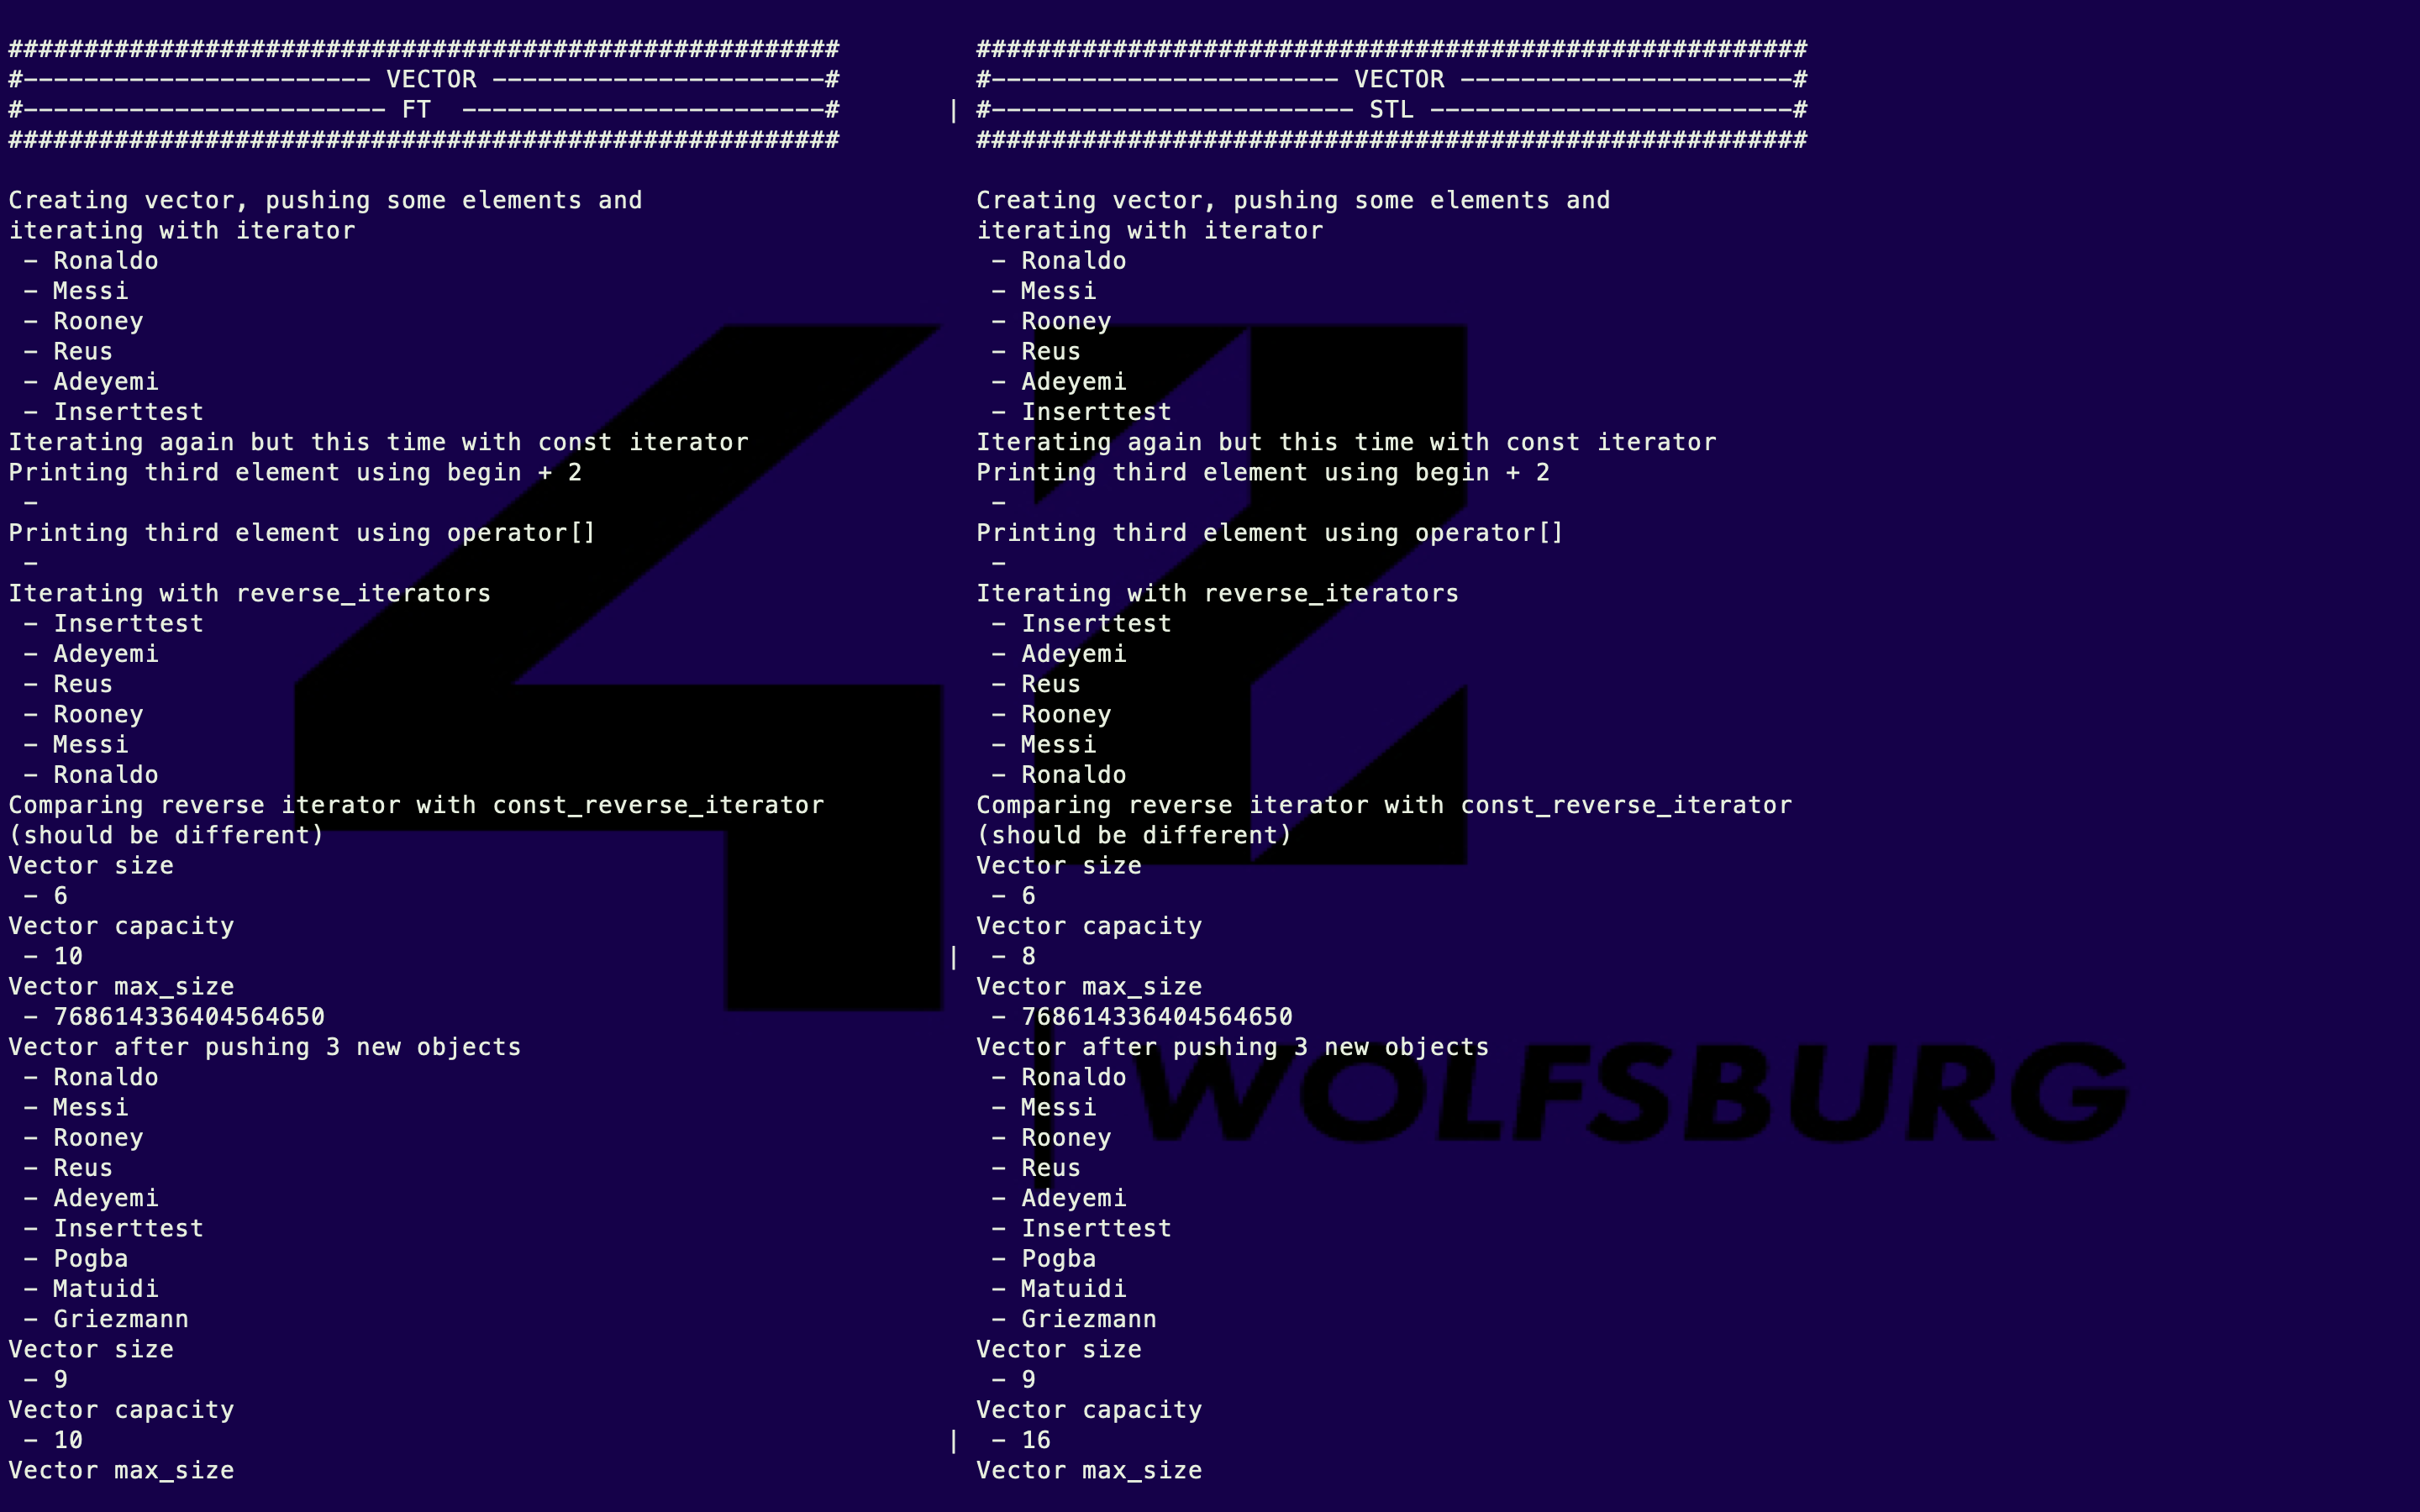 ####################################################### #######################################################
#----------------------- VECTOR ----------------------# #----------------------- VECTOR ----------------------#
#------------------------ FT  ------------------------# | #------------------------ STL ------------------------#
####################################################### #######################################################
Creating vector, pushing some elements and Creating vector, pushing some elements and
iterating with iterator iterating with iterator
- Ronaldo - Ronaldo
- Messi - Messi
- Rooney - Rooney
- Reus - Reus
- Adeyemi - Adeyemi
- Inserttest - Inserttest
Iterating again but this time with const iterator Iterating again but this time with const iterator
Printing third element using begin + 2 Printing third element using begin + 2
- -
Printing third element using operator[] Printing third element using operator[]
- -
Iterating with reverse_iterators Iterating with reverse_iterators
- Inserttest - Inserttest
- Adeyemi - Adeyemi
- Reus - Reus
- Rooney - Rooney
- Messi - Messi
- Ronaldo - Ronaldo
Comparing reverse iterator with const_reverse_iterator Comparing reverse iterator with const_reverse_iterator
(should be different) (should be different)
Vector size Vector size
- 6 - 6
Vector capacity Vector capacity
- 10 | - 8
Vector max_size Vector max_size
- 768614336404564650 - 768614336404564650
Vector after pushing 3 new objects Vector after pushing 3 new objects
- Ronaldo - Ronaldo
- Messi - Messi
- Rooney - Rooney
- Reus - Reus
- Adeyemi - Adeyemi
- Inserttest - Inserttest
- Pogba - Pogba
- Matuidi - Matuidi
- Griezmann - Griezmann
Vector size Vector size
- 9 - 9
Vector capacity Vector capacity
- 10 | - 16
Vector max_size Vector max_size
42
WOLFSBURG